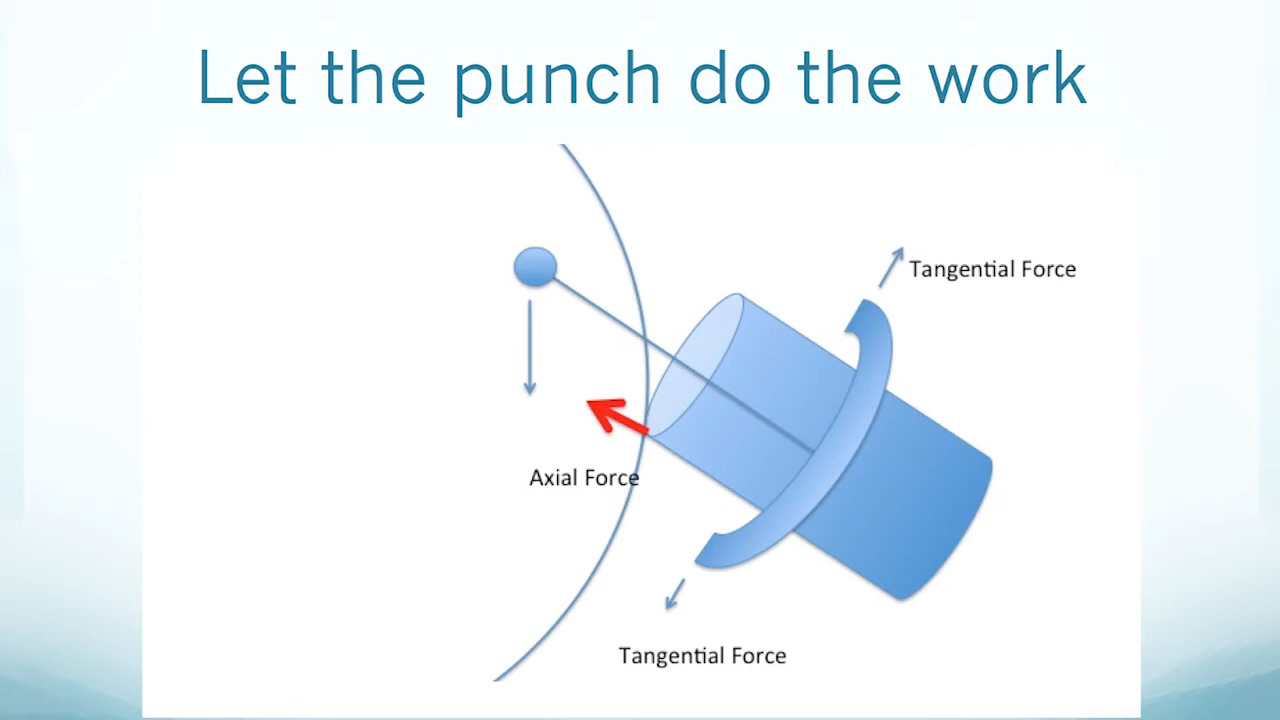 Let the punch do the work
Tangential Force
Axial Force
Tangential Force